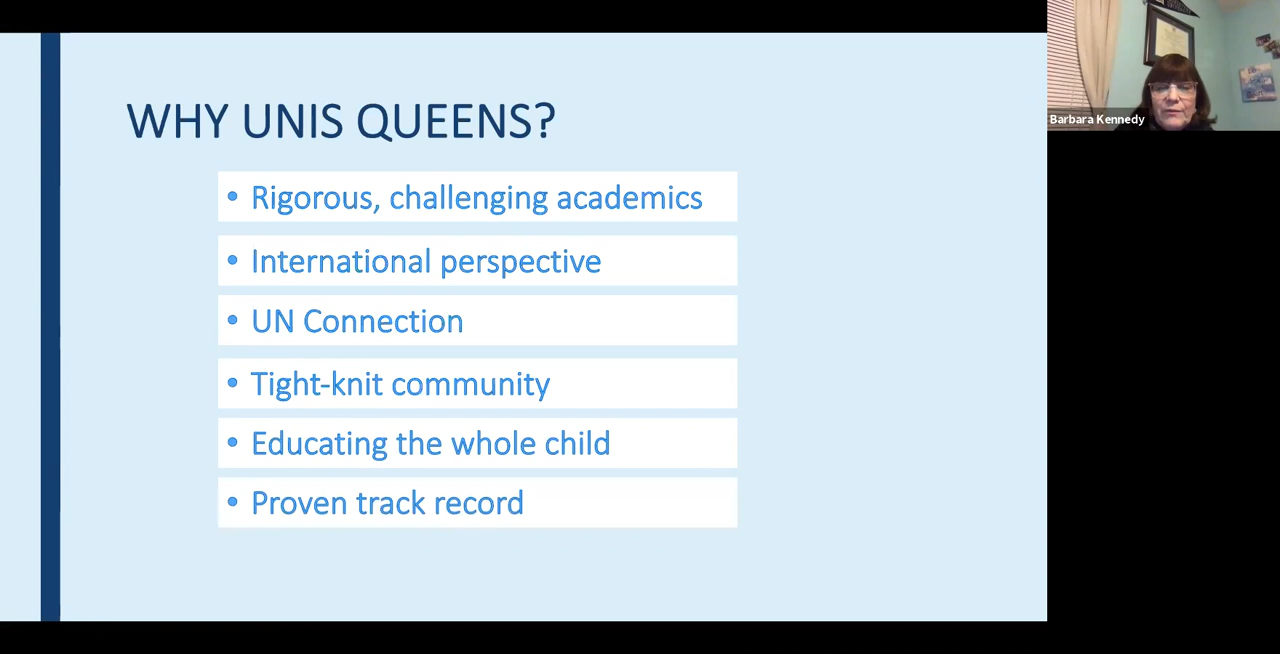 WHY UNIS QUEENS?
• Rigorous, challenging academics
• International perspective
• UN Connection
• Tight-knit community
• Educating the whole child
• Proven track record
Barbara Kennedy